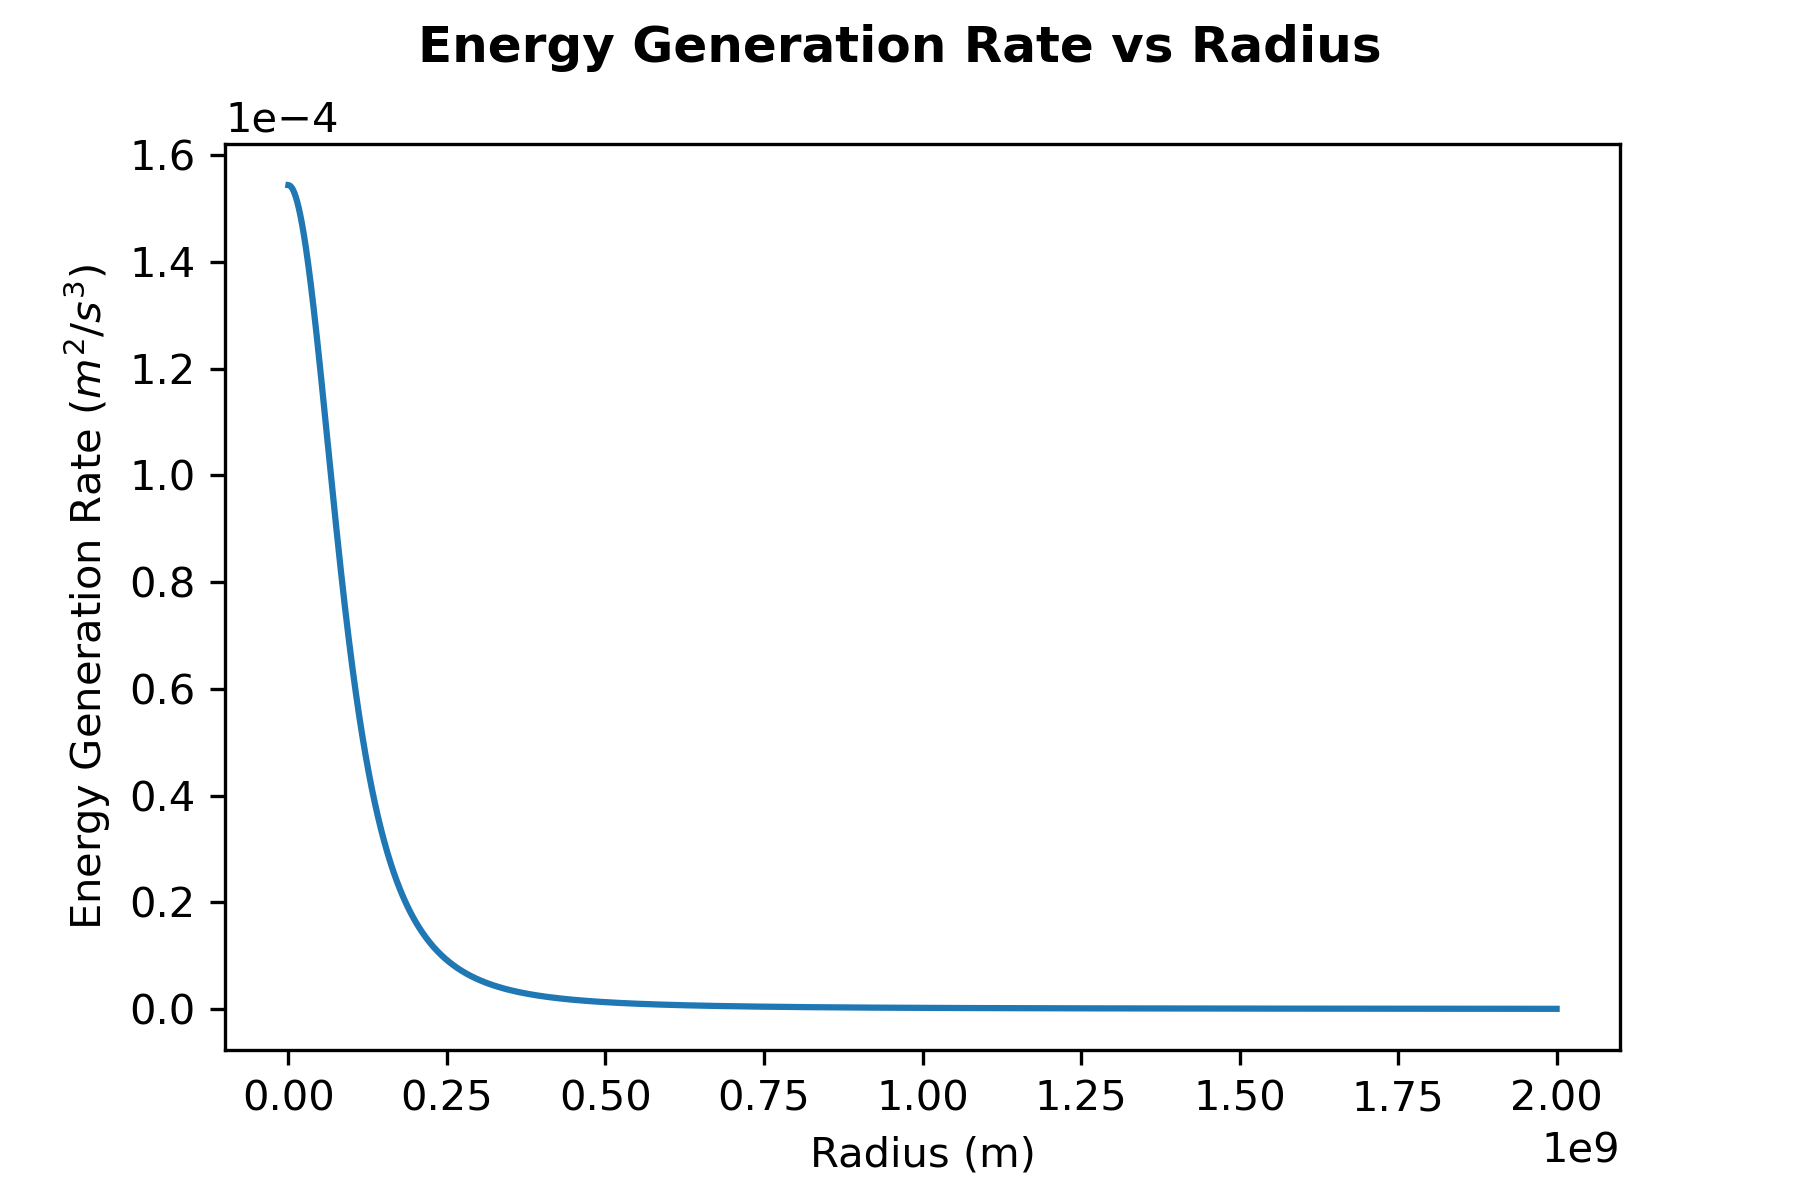 Energy Generation Rate vs Radius
1e−4
1.6
1.4
1.2
1.0
0.8
0.6
0.4
0.2
0.0
Energy Generation Rate (m²/s³)
0.00 0.25 0.50 0.75 1.00 1.25 1.50 1.75 2.00
1e9
Radius (m)